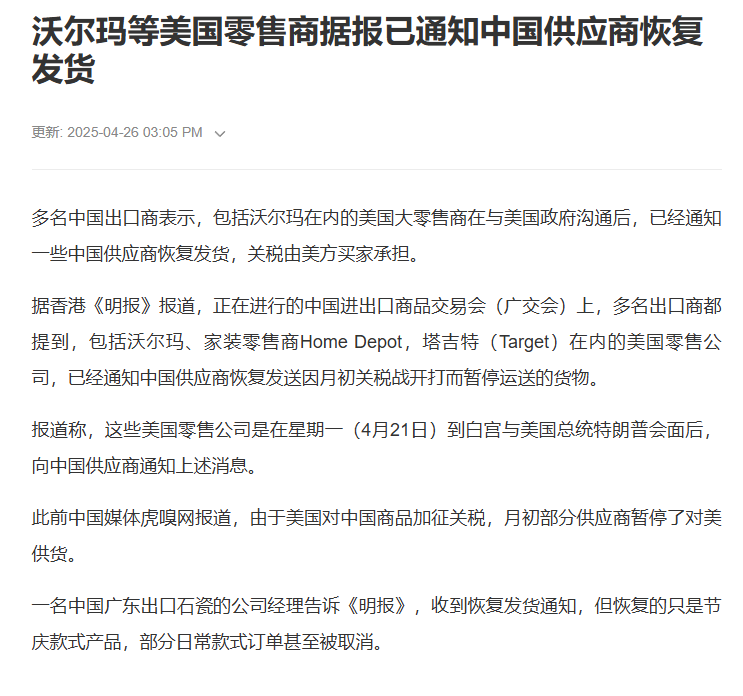 沃尔玛等美国零售商据报已通知中国供应商恢复
发货
更新: 2025-04-26 03:05 PM
多名中国出口商表示，包括沃尔玛在内的美国大零售商在与美国政府沟通后，已经通知
一些中国供应商恢复发货，关税由美方买家承担。
据香港《明报》报道，正在进行的中国进出口商品交易会（广交会）上，多名出口商都
提到，包括沃尔玛、家装零售商Home Depot，塔吉特（Target）在内的美国零售公
司，已经通知中国供应商恢复发送因月初关税战开打而暂停运送的货物。
报道称，这些美国零售公司是在星期一（4月21日）到白宫与美国总统特朗普会面后，
向中国供应商通知上述消息。
此前中国媒体虎嗅网报道，由于美国对中国商品加征关税，月初部分供应商暂停了对美
供货。
一名中国广东出口石瓷的公司经理告诉《明报》，收到恢复发货通知，但恢复的只是节
庆款式产品，部分日常款式订单甚至被取消。